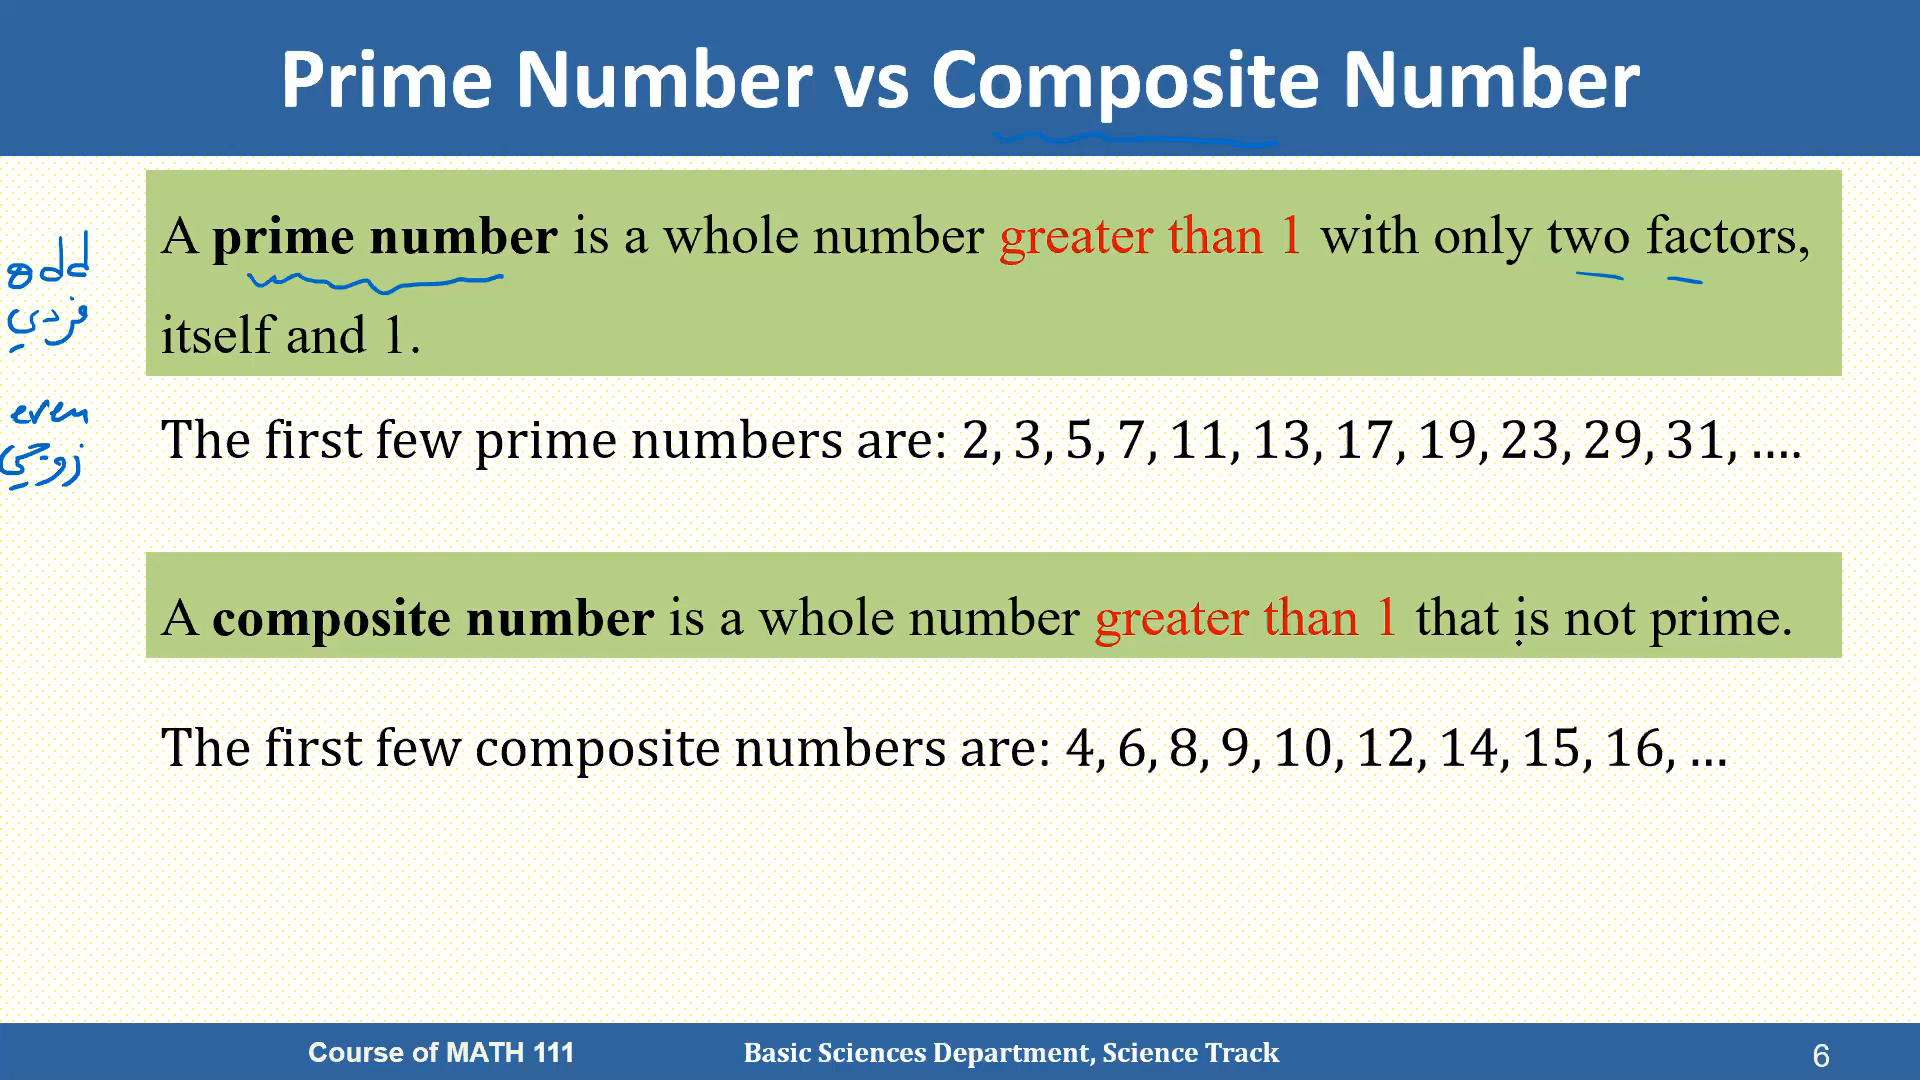 Prime Number vs Composite Number
A prime number is a whole number greater than 1 with only two factors,
itself and 1.
odd
فردي
The first few prime numbers are: 2, 3, 5, 7, 11, 13, 17, 19, 23, 29, 31, ....
even
زوجي
A composite number is a whole number greater than 1 that is not prime.
The first few composite numbers are: 4, 6, 8, 9, 10, 12, 14, 15, 16, ...
Course of MATH 111
Basic Sciences Department, Science Track
6